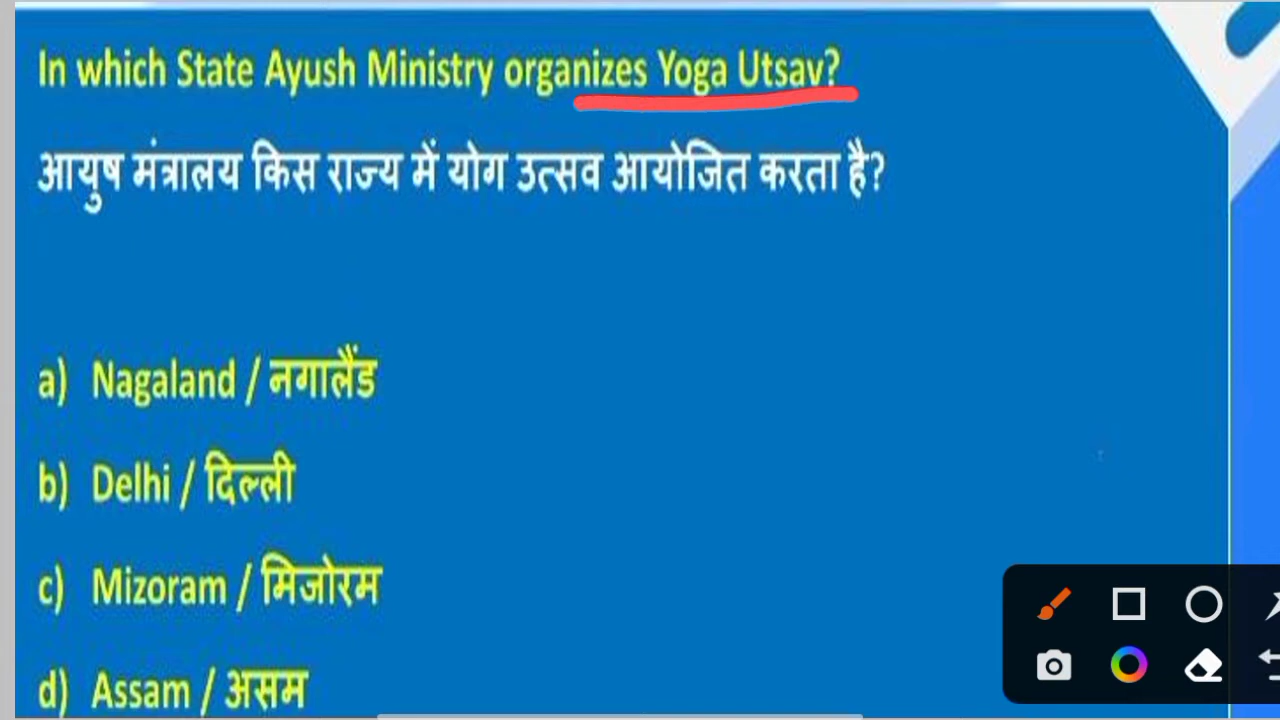 In which State Ayush Ministry organizes Yoga Utsav?
आयुष मंत्रालय किस राज्य में योग उत्सव आयोजित करता है?
a) Nagaland / नगालैंड
b) Delhi / दिल्ली
c) Mizoram / मिजोरम
d) Assam / असम